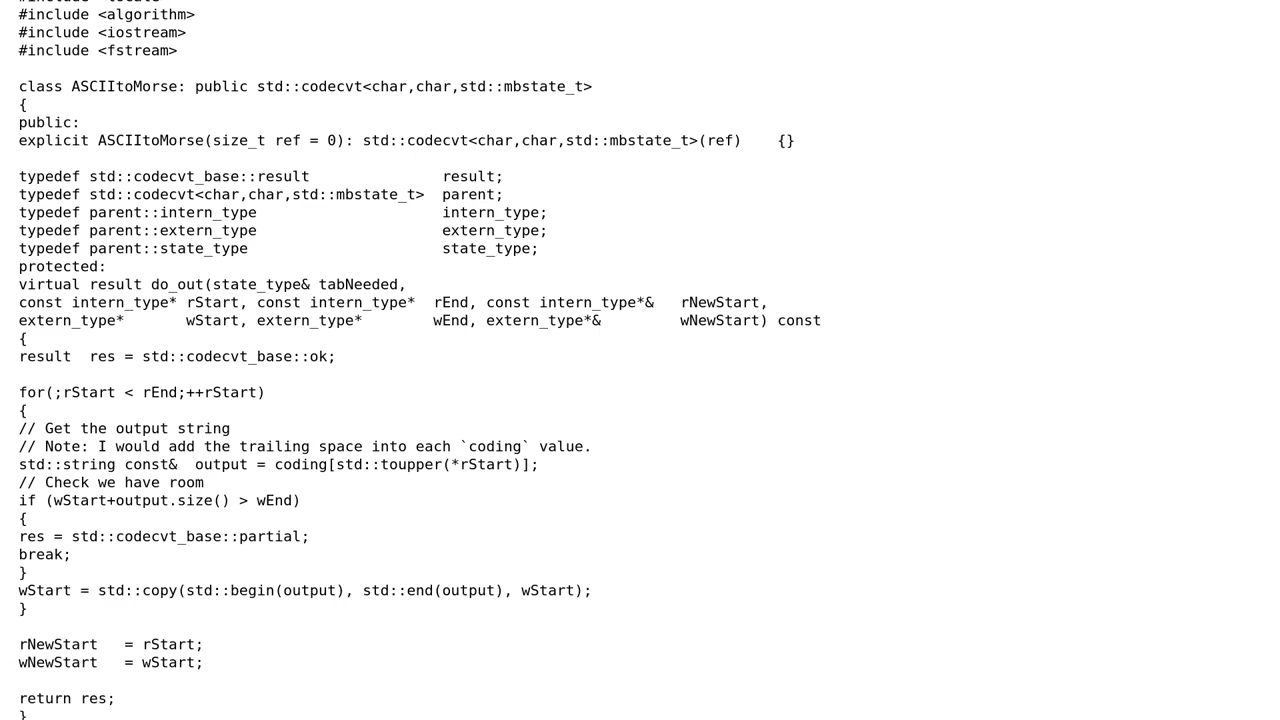 #include <locale>
#include <algorithm>
#include <iostream>
#include <fstream>

class ASCIItoMorse: public std::codecvt<char,char,std::mbstate_t>
{
public:
explicit ASCIItoMorse(size_t ref = 0): std::codecvt<char,char,std::mbstate_t>(ref)    {}

typedef std::codecvt_base::result               result;
typedef std::codecvt<char,char,std::mbstate_t>  parent;
typedef parent::intern_type                     intern_type;
typedef parent::extern_type                     extern_type;
typedef parent::state_type                      state_type;
protected:
virtual result do_out(state_type& tabNeeded,
const intern_type* rStart, const intern_type*  rEnd, const intern_type*&   rNewStart,
extern_type*       wStart, extern_type*        wEnd, extern_type*&         wNewStart) const
{
result  res = std::codecvt_base::ok;

for(;rStart < rEnd;++rStart)
{
// Get the output string
// Note: I would add the trailing space into each `coding` value.
std::string const&  output = coding[std::toupper(*rStart)];
// Check we have room
if (wStart+output.size() > wEnd)
{
res = std::codecvt_base::partial;
break;
}
wStart = std::copy(std::begin(output), std::end(output), wStart);
}

rNewStart   = rStart;
wNewStart   = wStart;

return res;
}